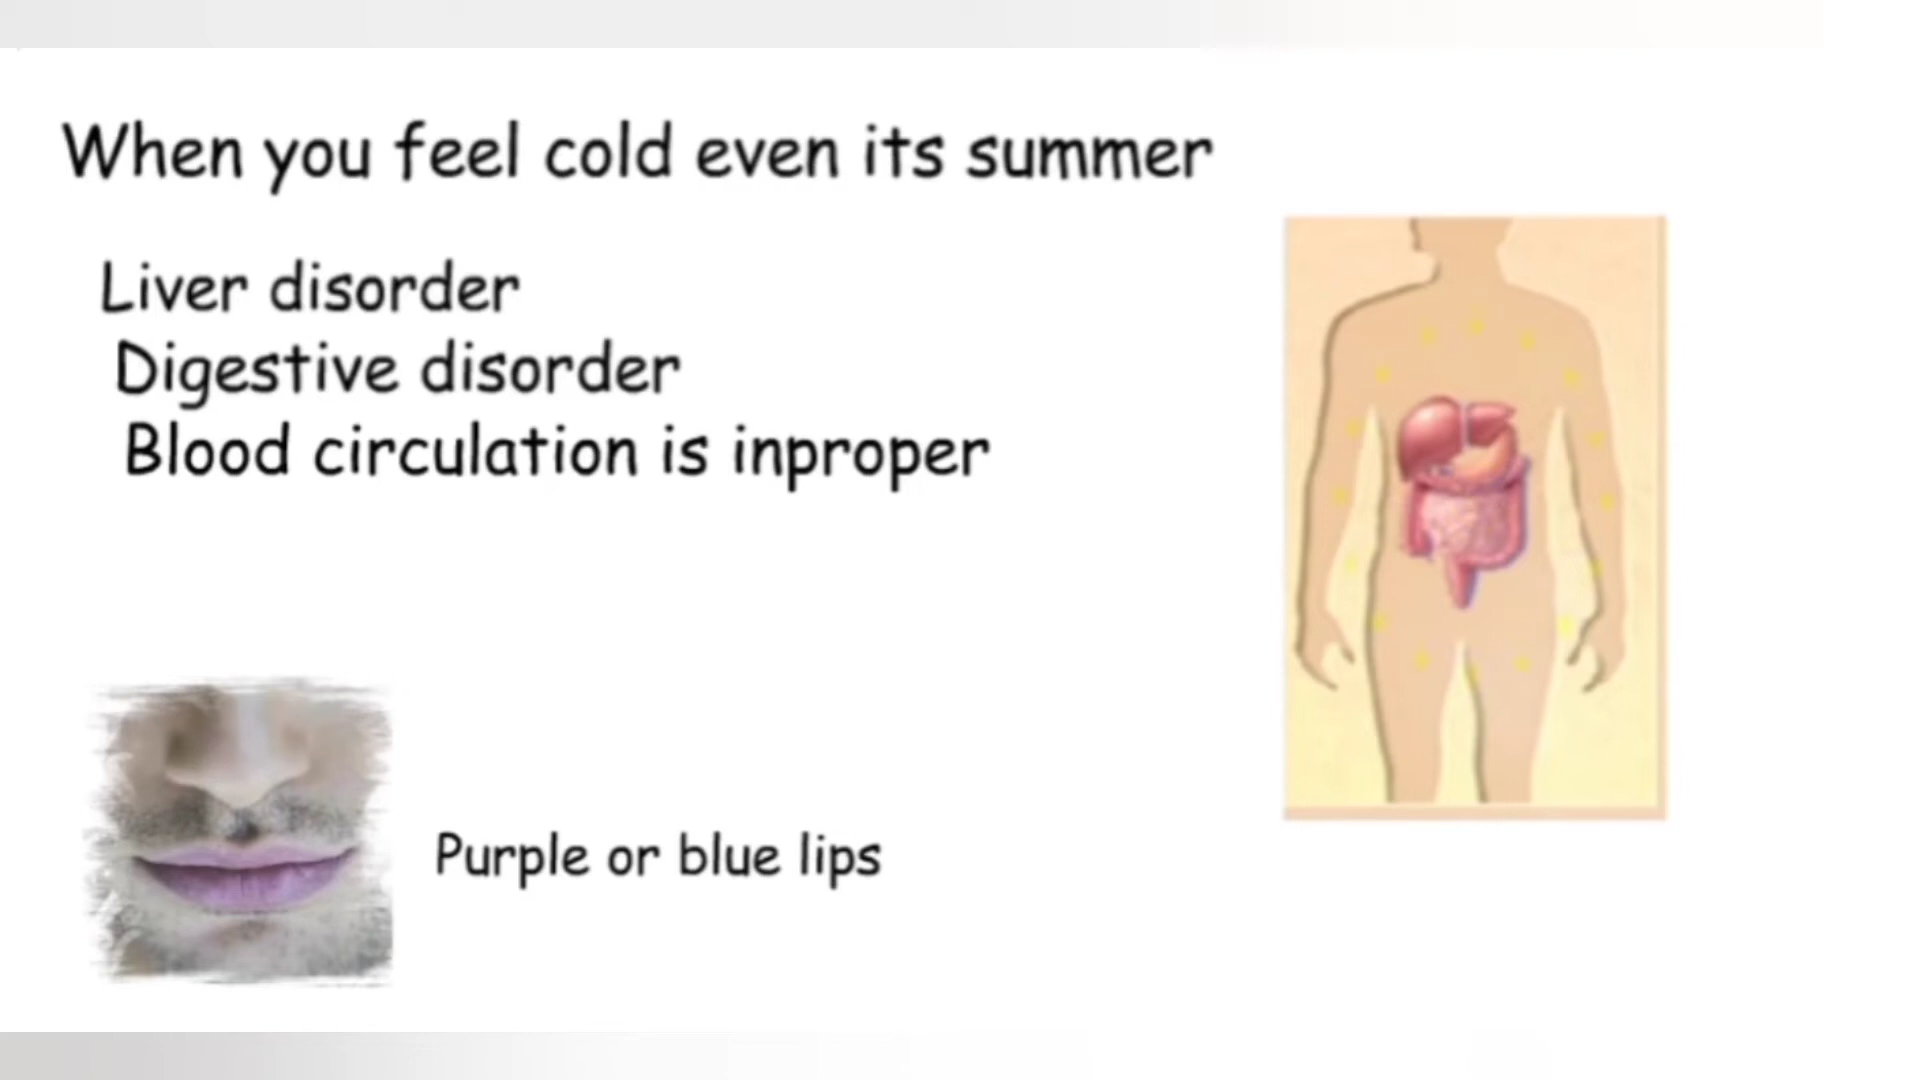 When you feel cold even its summer
Liver disorder
Digestive disorder
Blood circulation is inproper
Purple or blue lips